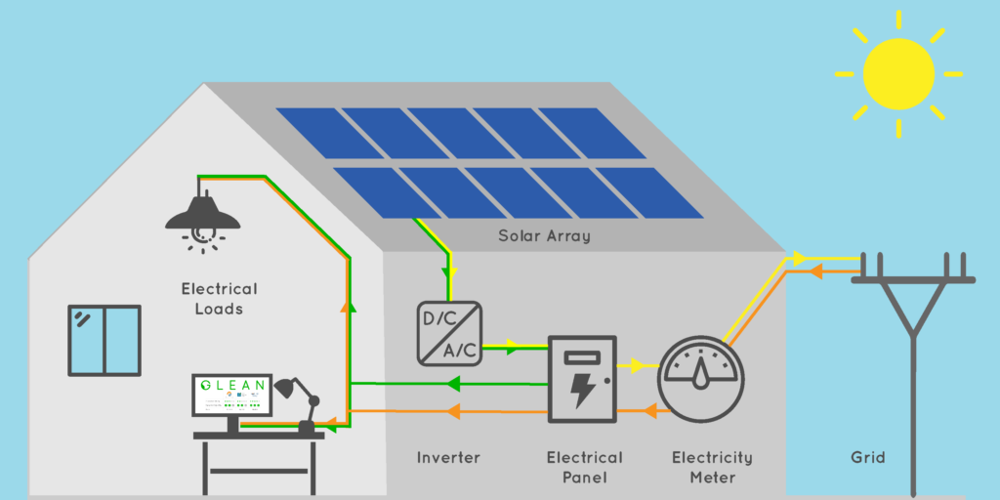 Solar Array
Electrical
Loads
D/C
A/C
GLEAN
Inverter
Electrical
Panel
Electricity
Meter
Grid